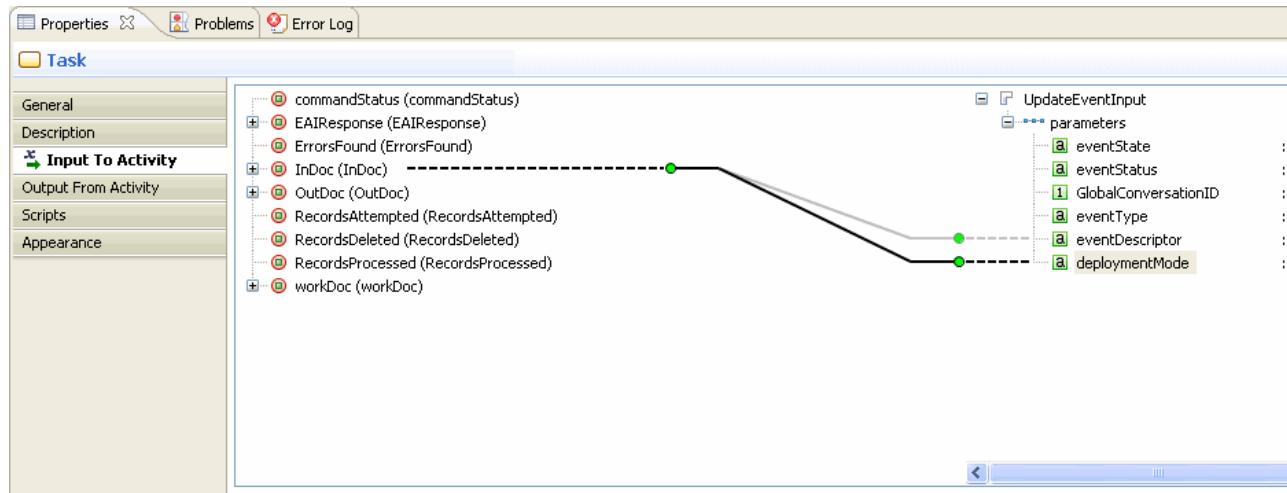 Properties Problems Error Log
Task
General
Description
Input To Activity
Output From Activity
Scripts
Appearance
commandStatus (commandStatus)
EAIResponse (EAIResponse)
ErrorsFound (ErrorsFound)
InDoc (InDoc)
OutDoc (OutDoc)
RecordsAttempted (RecordsAttempted)
RecordsDeleted (RecordsDeleted)
RecordsProcessed (RecordsProcessed)
workDoc (workDoc)
UpdateEventInput
parameters
a eventState :
a eventStatus :
1 GlobalConversationID :
a eventType :
a eventDescriptor :
a deploymentMode :